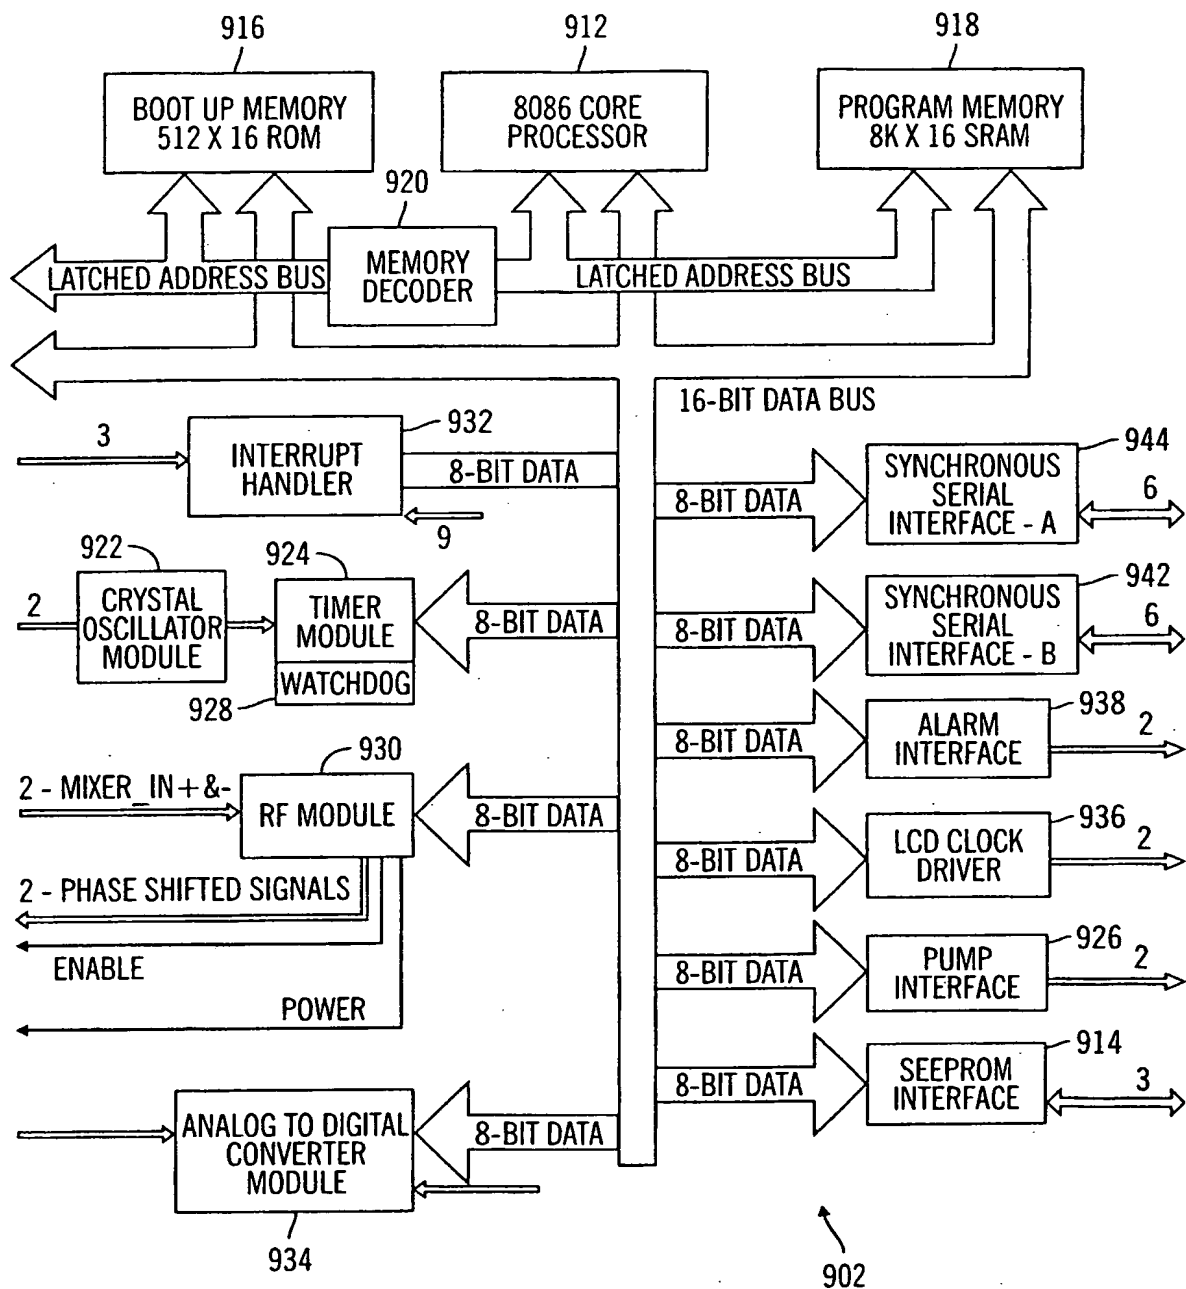 916
912
918
BOOT UP MEMORY
512 X 16 ROM
8086 CORE
PROCESSOR
PROGRAM MEMORY
8K X 16 SRAM
920
LATCHED ADDRESS BUS
MEMORY
DECODER
LATCHED ADDRESS BUS
16-BIT DATA BUS
3
INTERRUPT
HANDLER
932
8-BIT DATA
9
8-BIT DATA
SYNCHRONOUS
SERIAL
INTERFACE - A
944
6
922
2
CRYSTAL
OSCILLATOR
MODULE
924
TIMER
MODULE
WATCHDOG
928
8-BIT DATA
8-BIT DATA
SYNCHRONOUS
SERIAL
INTERFACE - B
942
6
8-BIT DATA
ALARM
INTERFACE
938
2
930
2 - MIXER_IN + &-
RF MODULE
8-BIT DATA
2 - PHASE SHIFTED SIGNALS
ENABLE
POWER
8-BIT DATA
LCD CLOCK
DRIVER
936
2
8-BIT DATA
PUMP
INTERFACE
926
2
8-BIT DATA
SEEPROM
INTERFACE
914
3
ANALOG TO DIGITAL
CONVERTER
MODULE
8-BIT DATA
934
902